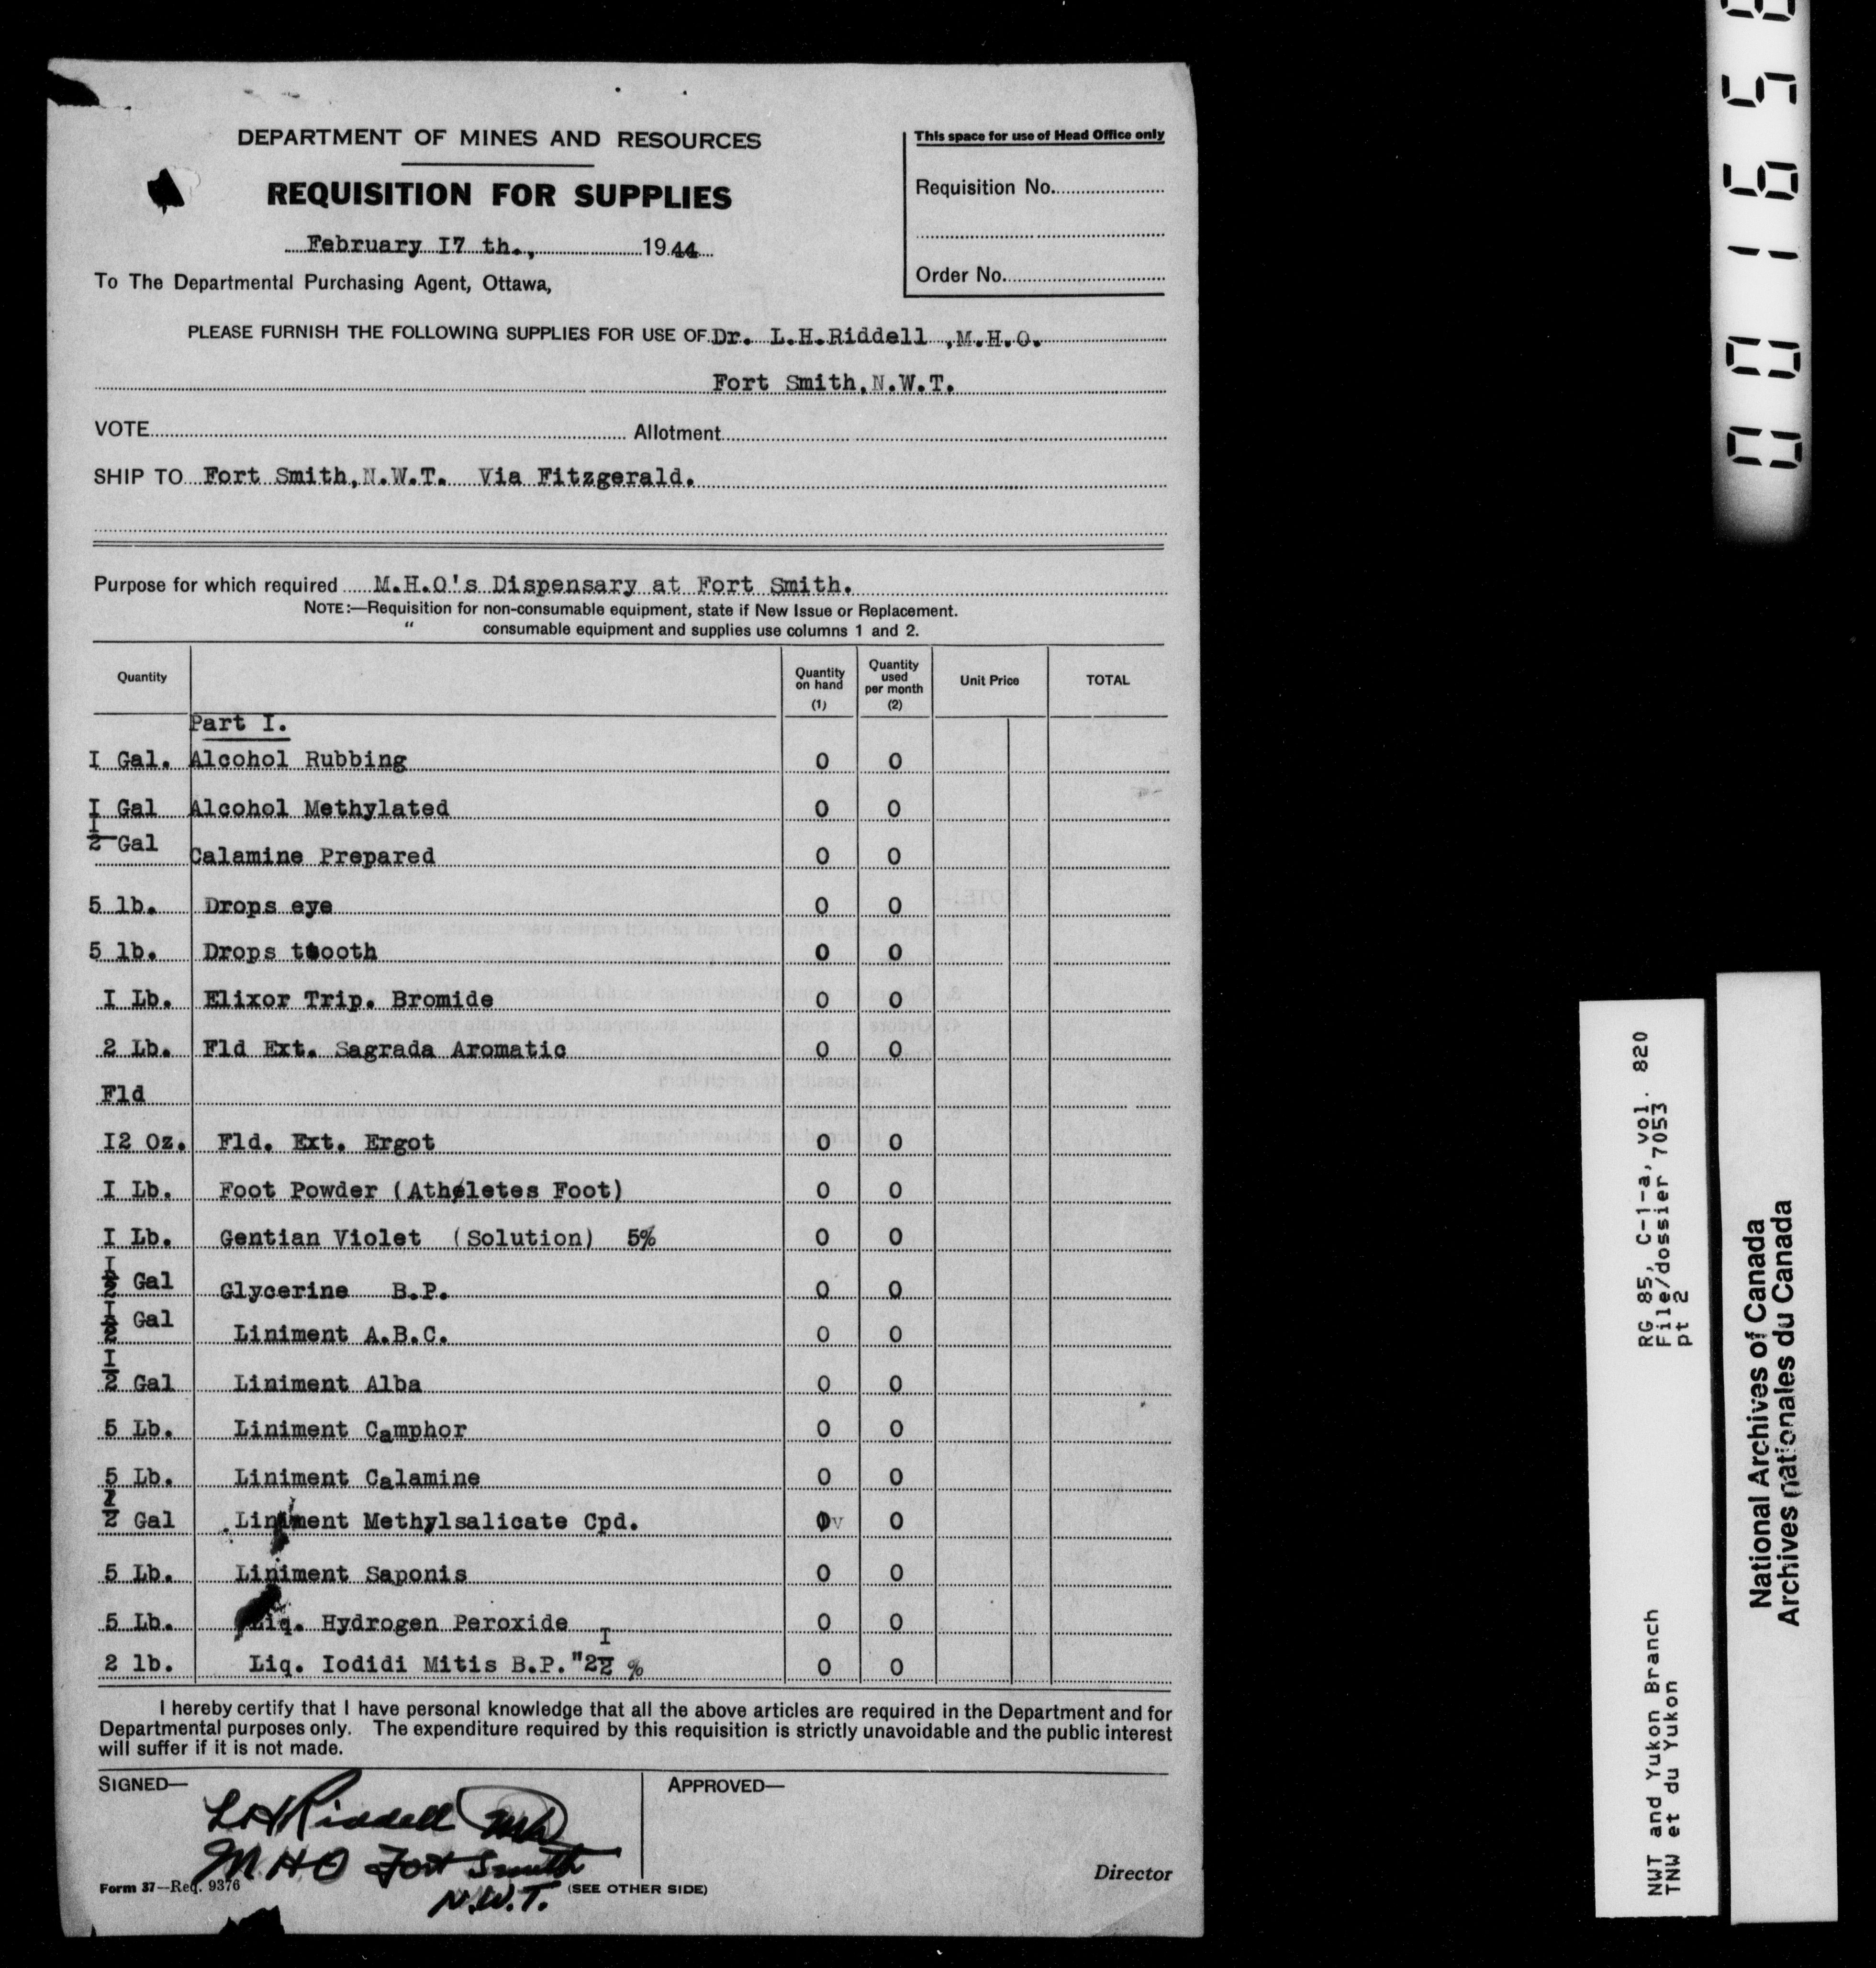 DEPARTMENT OF MINES AND RESOURCES
REQUISITION FOR SUPPLIES
February I7 th., 1944
This space for use of Head Office only
Requisition No.
Order No.
To The Departmental Purchasing Agent, Ottawa,
PLEASE FURNISH THE FOLLOWING SUPPLIES FOR USE OF Dr. L.H.Riddell ,M.H.O.
Fort Smith,N.W.T.
VOTE Allotment
SHIP TO Fort Smith,N.W.T. Via Fitzgerald.
Purpose for which required M.H.O's Dispensary at Fort Smith.
NOTE:—Requisition for non-consumable equipment, state if New Issue or Replacement.
" consumable equipment and supplies use columns 1 and 2.
Quantity Quantity on hand (1) Quantity used per month (2) Unit Price TOTAL
Part I.
I Gal. Alcohol Rubbing 0 0
I Gal Alcohol Methylated 0 0
I/2 Gal Calamine Prepared 0 0
5 lb. Drops eye 0 0
5 lb. Drops ttooth 0 0
I Lb. Elixor Trip. Bromide 0 0
2 Lb. Fld Ext. Sagrada Aromatic 0 0
Fld
I2 Oz. Fld. Ext. Ergot 0 0
I Lb. Foot Powder (Atheletes Foot) 0 0
I Lb. Gentian Violet (Solution) 5% 0 0
I/2 Gal Glycerine B.P. 0 0
I/2 Gal Liniment A.B.C. 0 0
I/2 Gal Liniment Alba 0 0
5 Lb. Liniment Camphor 0 0
5 Lb. Liniment Calamine 0 0
I/2 Gal Liniment Methylsalicate Cpd. 0v 0
5 Lb. Liniment Saponis 0 0
5 Lb. Liq. Hydrogen Peroxide 0 0
2 lb. Liq. Iodidi Mitis B.P."2I/2 % 0 0
I hereby certify that I have personal knowledge that all the above articles are required in the Department and for
Departmental purposes only. The expenditure required by this requisition is strictly unavoidable and the public interest
will suffer if it is not made.
SIGNED— APPROVED—
LHRiddell
MHO Fort Smith
N.W.T.
Director
Form 37—Req. 9376
(SEE OTHER SIDE)
RG 85, C-1-a, vol. 820
File/dossier 7053
pt 2
NWT and Yukon Branch
TNW et du Yukon
National Archives of Canada
Archives nationales du Canada